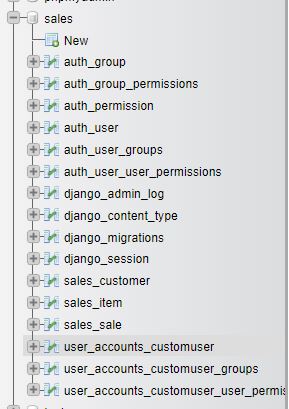 sales
New
auth_group
auth_group_permissions
auth_permission
auth_user
auth_user_groups
auth_user_user_permissions
django_admin_log
django_content_type
django_migrations
django_session
sales_customer
sales_item
sales_sale
user_accounts_customuser
user_accounts_customuser_groups
user_accounts_customuser_user_permis